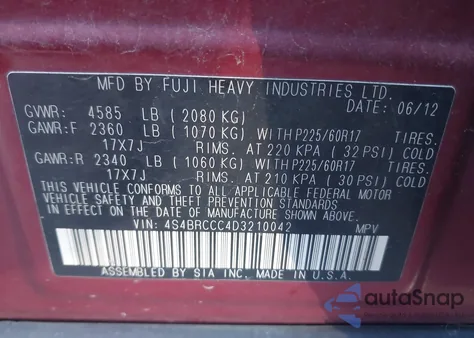 MFD BY FUJI HEAVY INDUSTRIES LTD.
GVWR: 4585 LB (2080 KG) 06/12
GAWR:F 2360 LB (1070 KG) WITH P225/60R17 TIRES.
17X7J RIMS. AT 220 KPA (32 PSI) COLD
GAWR:R 2340 LB (1060 KG) WITH P225/60R17 TIRES.
17X7J RIMS. AT 210 KPA (30 PSI) COLD
THIS VEHICLE CONFORMS TO ALL APPLICABLE FEDERAL MOTOR
VEHICLE SAFETY AND THEFT PREVENTION STANDARDS
IN EFFECT ON THE DATE OF MANUFACTURE SHOWN ABOVE.
VIN: 4S4BRCCC4D3210042 MPV
ASSEMBLED BY SIA INC. IN U.S.A.
autoSnap